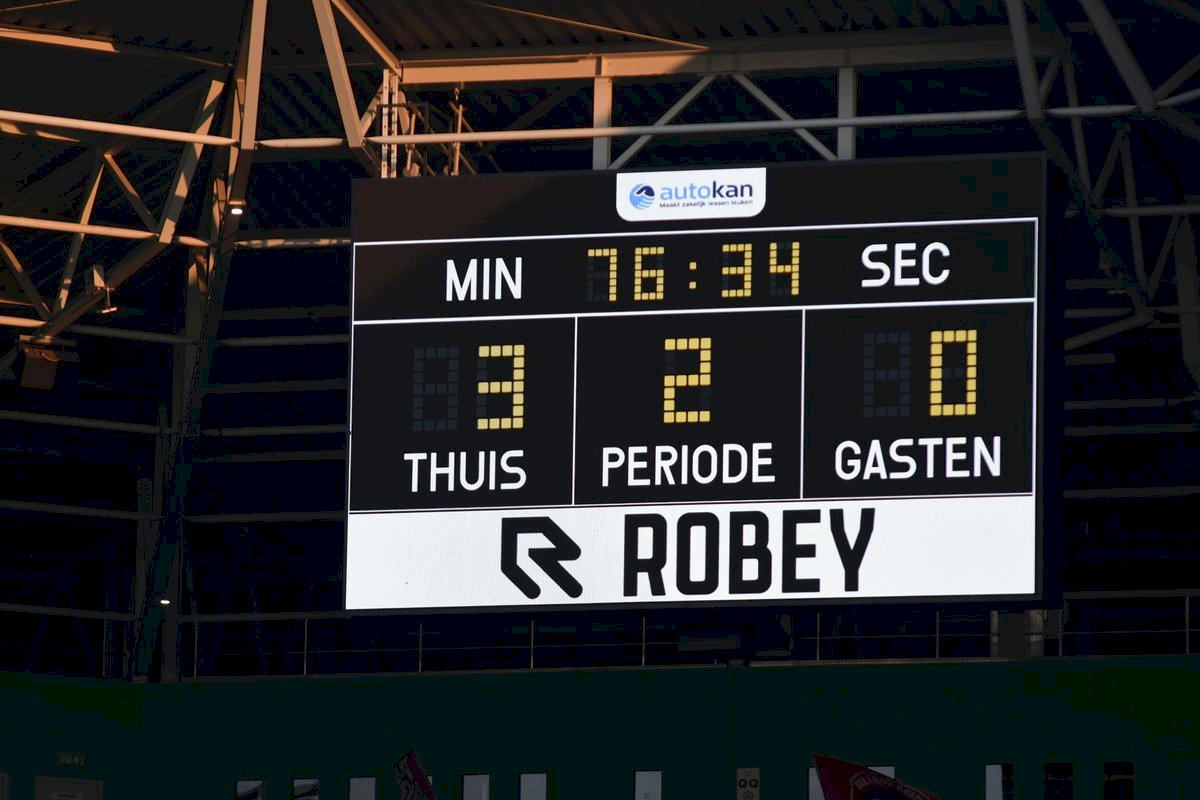 autokan
Maakt zakelijk leasen leuker!
MIN 76:34 SEC
3 2 0
THUIS PERIODE GASTEN
ROBEY